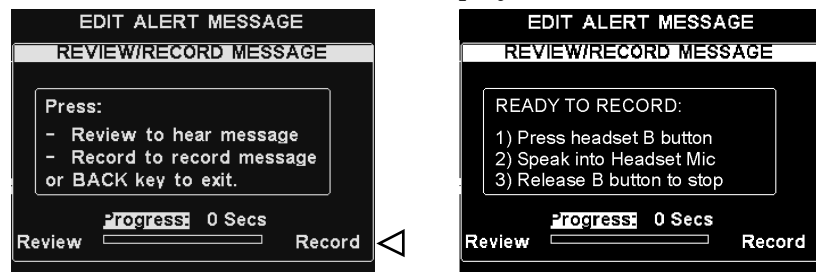 EDIT ALERT MESSAGE
REVIEW/RECORD MESSAGE
Press:
- Review to hear message
- Record to record message
or BACK key to exit.
Progress: 0 Secs
Review Record
EDIT ALERT MESSAGE
REVIEW/RECORD MESSAGE
READY TO RECORD:
1) Press headset B button
2) Speak into Headset Mic
3) Release B button to stop
Progress: 0 Secs
Review Record